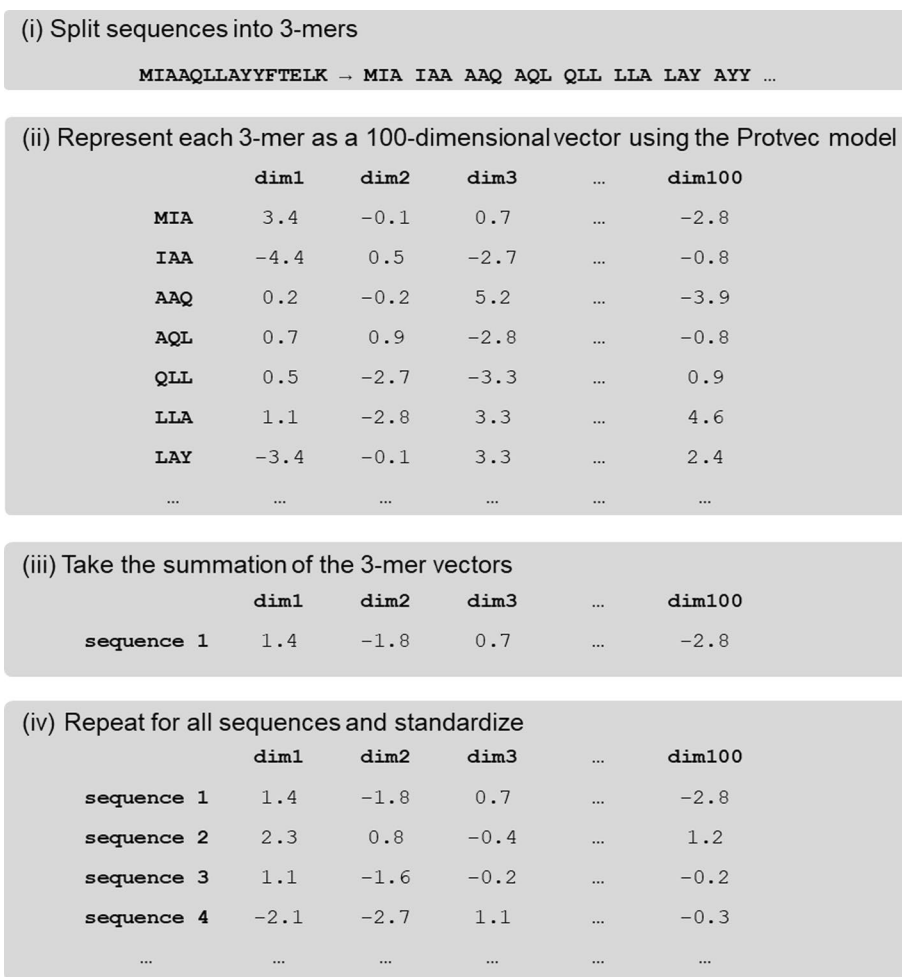 (i) Split sequences into 3-mers
MIAAQLLAYYFTELK → MIA IAA AAQ AQL QLL LLA LAY AYY …
(ii) Represent each 3-mer as a 100-dimensional vector using the Protvec model
dim1 dim2 dim3 … dim100
MIA 3.4 −0.1 0.7 … −2.8
IAA −4.4 0.5 −2.7 … −0.8
AAQ 0.2 −0.2 5.2 … −3.9
AQL 0.7 0.9 −2.8 … −0.8
QLL 0.5 −2.7 −3.3 … 0.9
LLA 1.1 −2.8 3.3 … 4.6
LAY −3.4 −0.1 3.3 … 2.4
… … … … … …
(iii) Take the summation of the 3-mer vectors
dim1 dim2 dim3 … dim100
sequence 1 1.4 −1.8 0.7 … −2.8
(iv) Repeat for all sequences and standardize
dim1 dim2 dim3 … dim100
sequence 1 1.4 −1.8 0.7 … −2.8
sequence 2 2.3 0.8 −0.4 … 1.2
sequence 3 1.1 −1.6 −0.2 … −0.2
sequence 4 −2.1 −2.7 1.1 … −0.3
… … … … … …